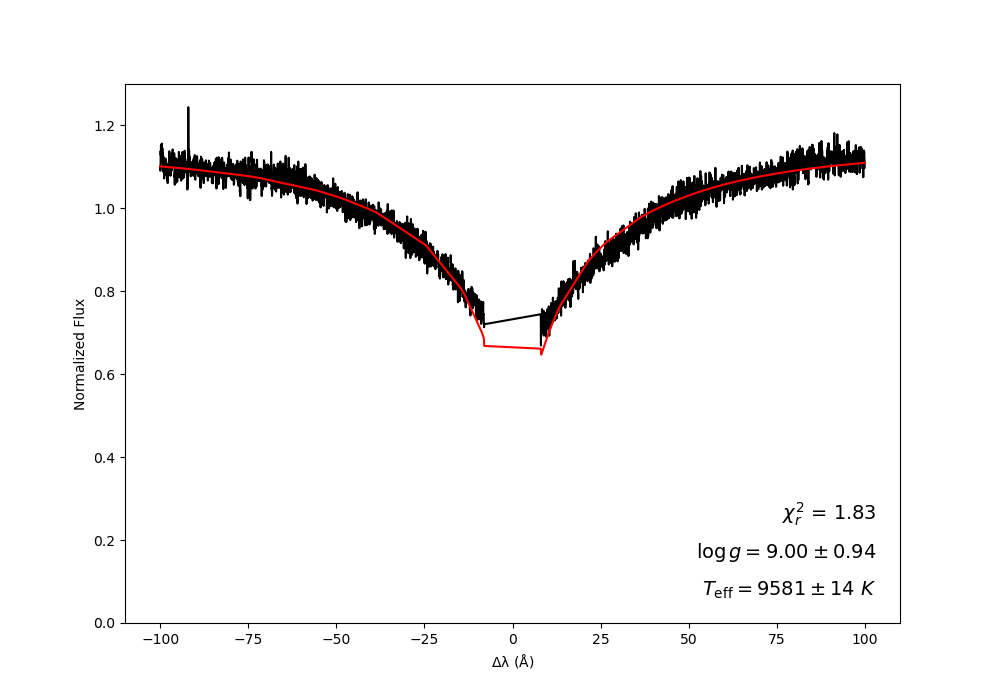 1.2
1.0
0.8
0.6
0.4
0.2
0.0
Normalized Flux
χ²ᵣ = 1.83
log g = 9.00 ± 0.94
T_eff = 9581 ± 14 K
−100 −75 −50 −25 0 25 50 75 100
Δλ (Å)